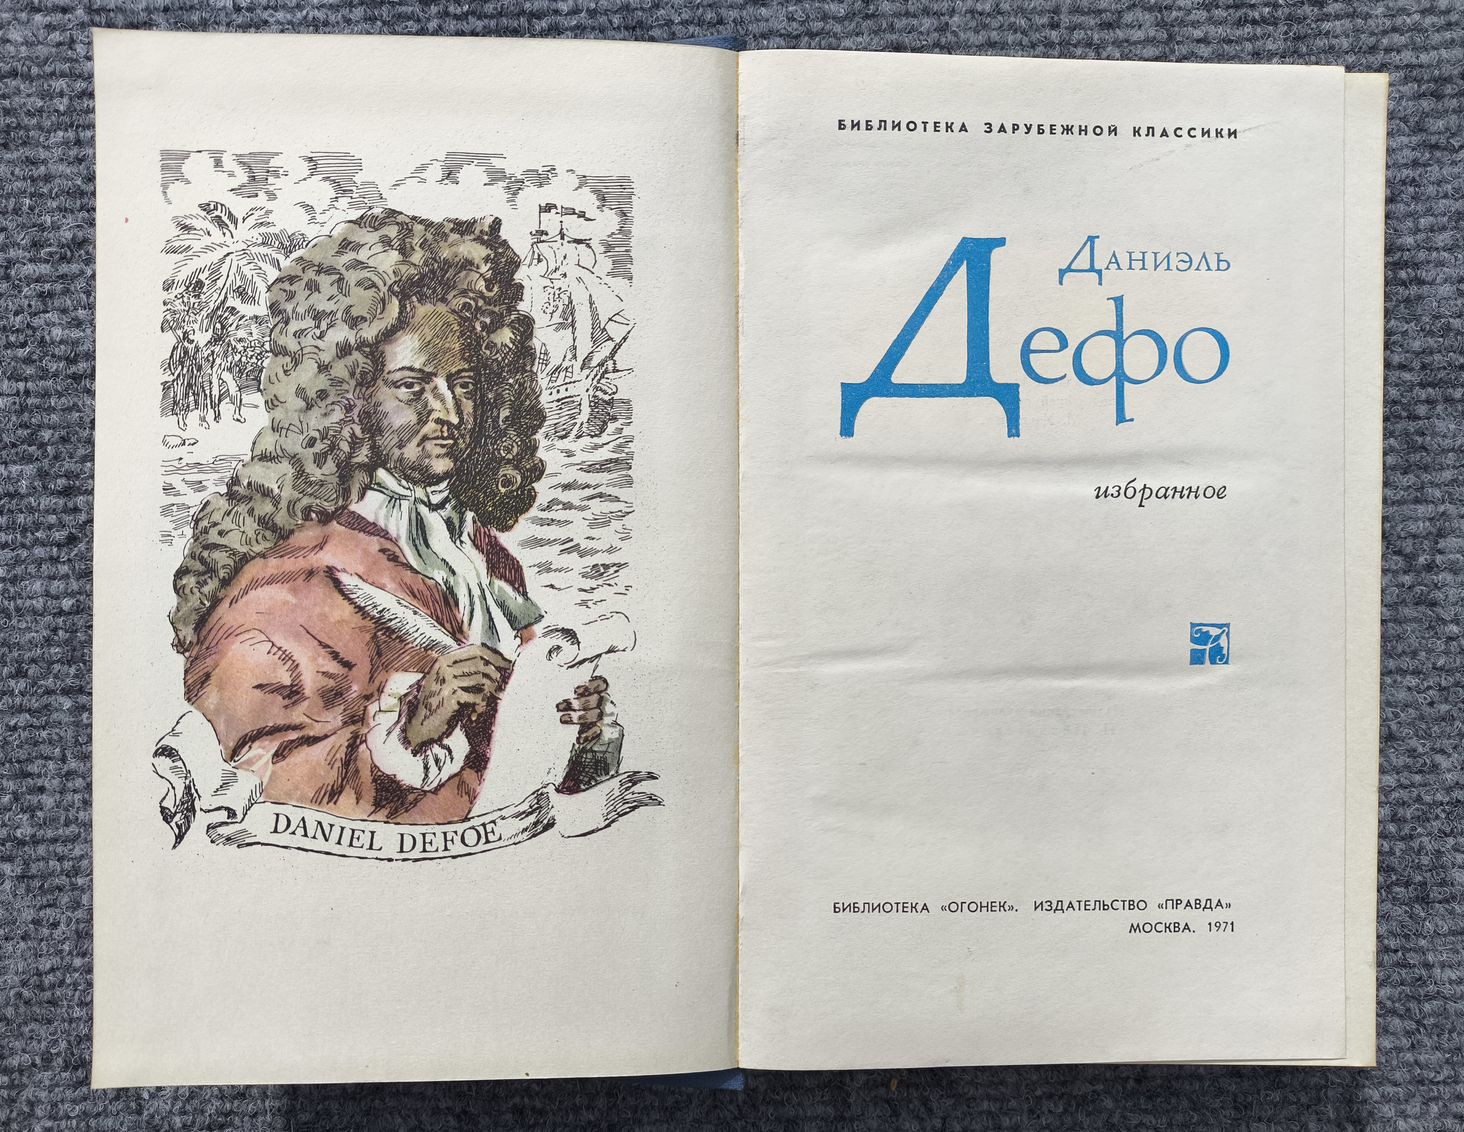 DANIEL DEFOE
БИБЛИОТЕКА ЗАРУБЕЖНОЙ КЛАССИКИ
ДАНИЭЛЬ
Дефо
избранное
БИБЛИОТЕКА «ОГОНЕК». ИЗДАТЕЛЬСТВО «ПРАВДА»
МОСКВА. 1971